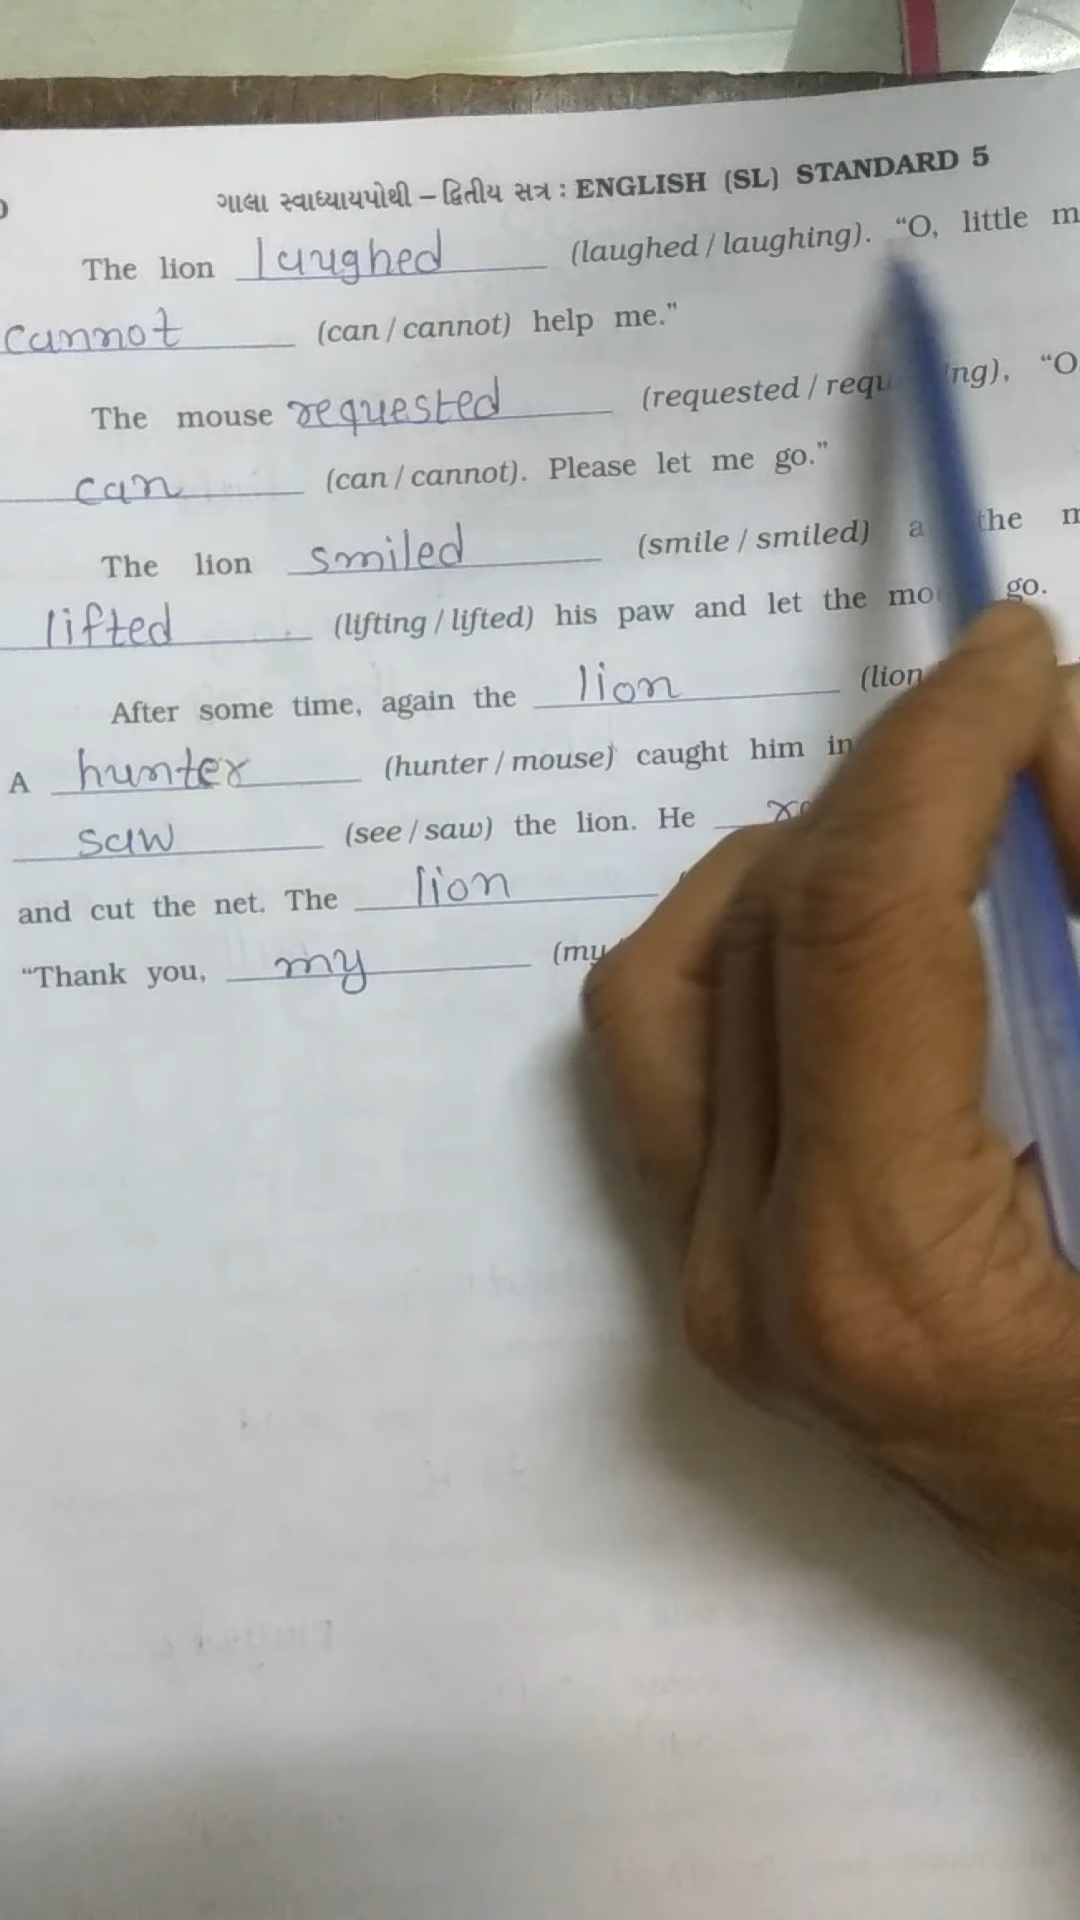 ગાલા સ્વાધ્યાયપોથી – દ્વિતીય સત્ર : ENGLISH (SL) STANDARD 5
The lion laughed (laughed / laughing). “O, little
cannot (can / cannot) help me.”
The mouse requested (requested / “O
can (can / cannot). Please let me go.”
The lion smiled (smile / smiled) the
lifted (lifting / lifted) his paw and let the go.
After some time, again the lion (lion
A hunter (hunter / mouse) caught him in
saw (see / saw) the lion. He
and cut the net. The lion
“Thank you, my (my